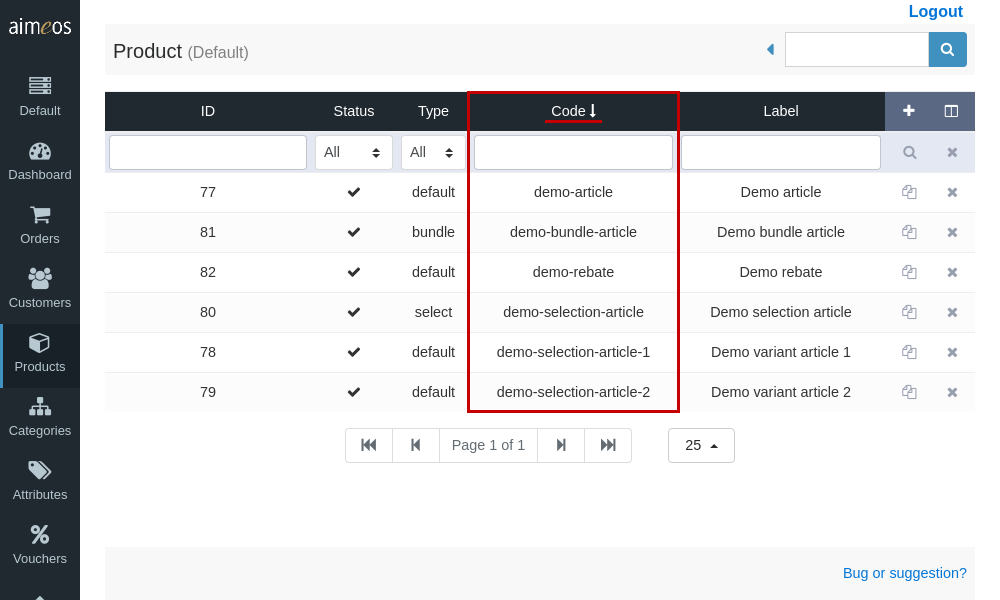 Logout
aimeos
Product (Default)
ID Status Type Code Label
All All
Default
Dashboard
Orders
Customers
Products
Categories
Attributes
Vouchers
77 default demo-article Demo article
81 bundle demo-bundle-article Demo bundle article
82 default demo-rebate Demo rebate
80 select demo-selection-article Demo selection article
78 default demo-selection-article-1 Demo variant article 1
79 default demo-selection-article-2 Demo variant article 2
Page 1 of 1 25
Bug or suggestion?